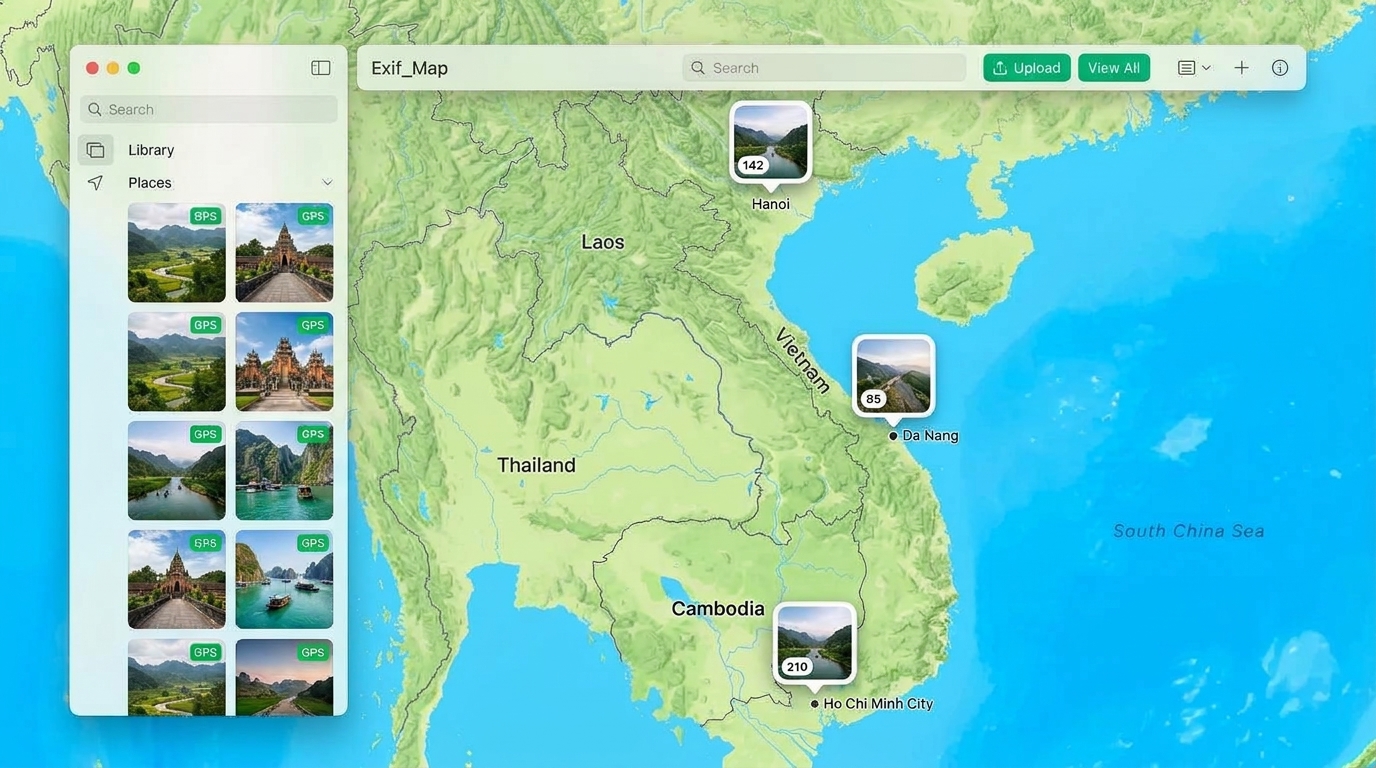 Exif_Map
Search
Upload
View All
Search
Library
Places
BPS
GPS
GPS
GPS
GPS
GPS
GPS
GPS
GPS
GPS
142
Hanoi
Laos
Vietnam
85
Da Nang
Thailand
South China Sea
Cambodia
210
Ho Chi Minh City